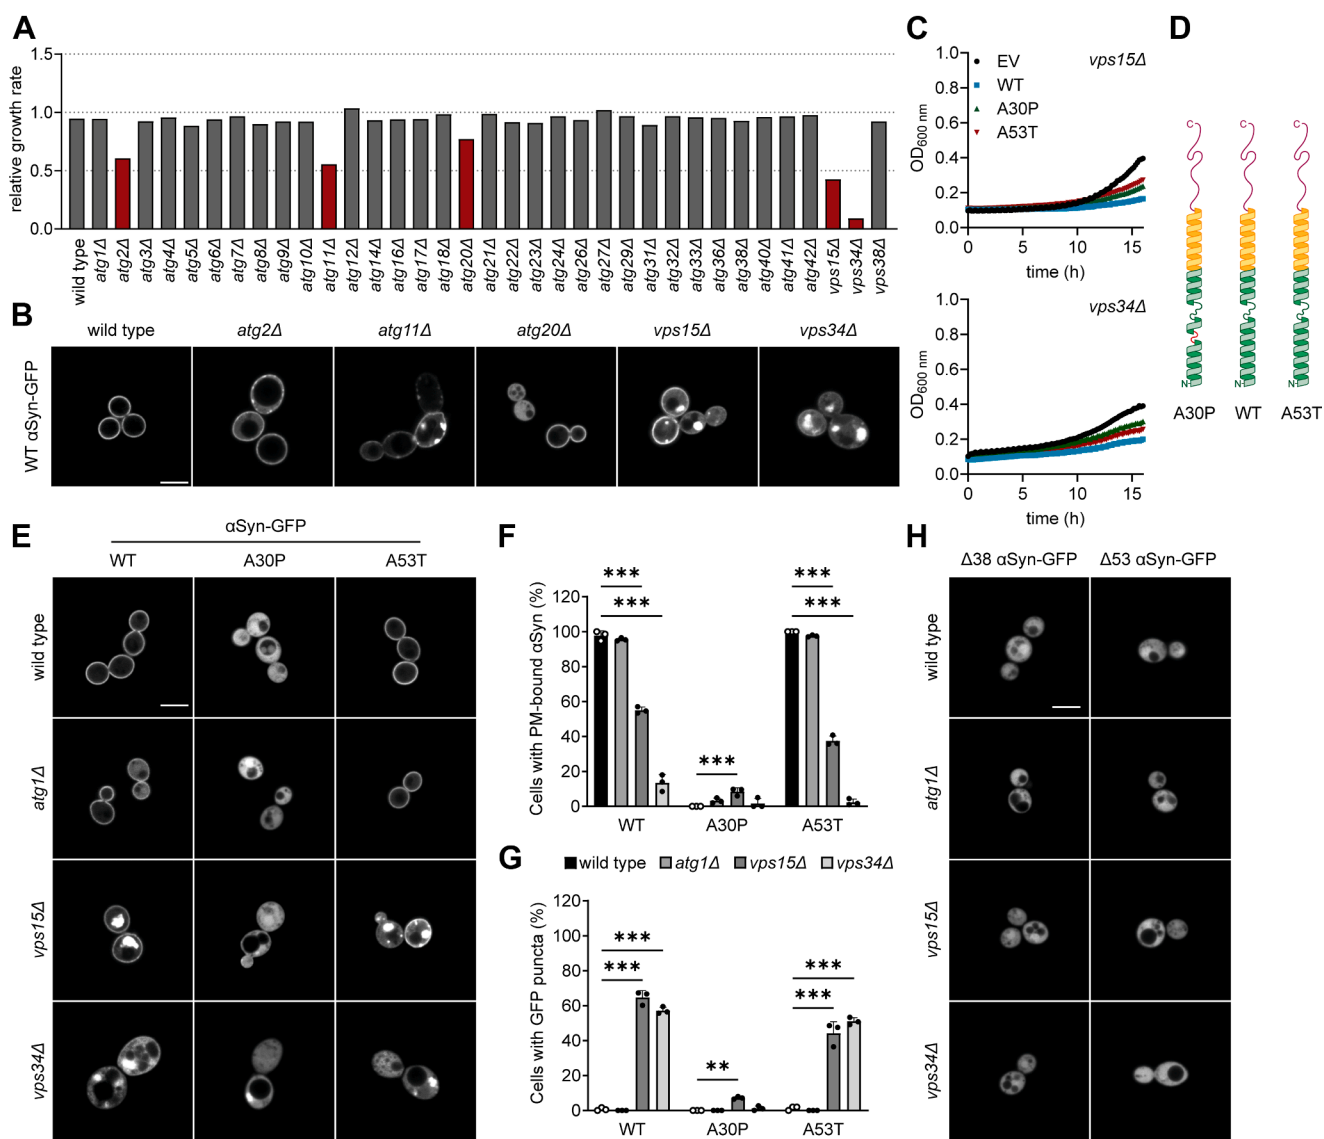 A
relative growth rate
1.5
1.0
0.5
0.0
wild type
atg1Δ
atg2Δ
atg3Δ
atg4Δ
atg5Δ
atg6Δ
atg7Δ
atg8Δ
atg9Δ
atg10Δ
atg11Δ
atg12Δ
atg14Δ
atg16Δ
atg17Δ
atg18Δ
atg20Δ
atg21Δ
atg22Δ
atg23Δ
atg24Δ
atg26Δ
atg27Δ
atg29Δ
atg31Δ
atg32Δ
atg33Δ
atg36Δ
atg38Δ
atg40Δ
atg41Δ
atg42Δ
vps15Δ
vps34Δ
vps38Δ
B
wild type atg2Δ atg11Δ atg20Δ vps15Δ vps34Δ
WT αSyn-GFP
C
vps15Δ
EV
WT
A30P
A53T
OD600 nm
1.0
0.8
0.6
0.4
0.2
0.0
0 5 10 15
time (h)
vps34Δ
OD600 nm
1.0
0.8
0.6
0.4
0.2
0.0
0 5 10 15
time (h)
D
C C C
N N N
A30P WT A53T
E
αSyn-GFP
WT A30P A53T
wild type
atg1Δ
vps15Δ
vps34Δ
F
Cells with PM-bound αSyn (%)
120
100
80
60
40
20
0
*** ***
*** ***
***
WT A30P A53T
G
wild type atg1Δ vps15Δ vps34Δ
Cells with GFP puncta (%)
120
100
80
60
40
20
0
***
*** ***
***
**
WT A30P A53T
H
Δ38 αSyn-GFP Δ53 αSyn-GFP
wild type
atg1Δ
vps15Δ
vps34Δ